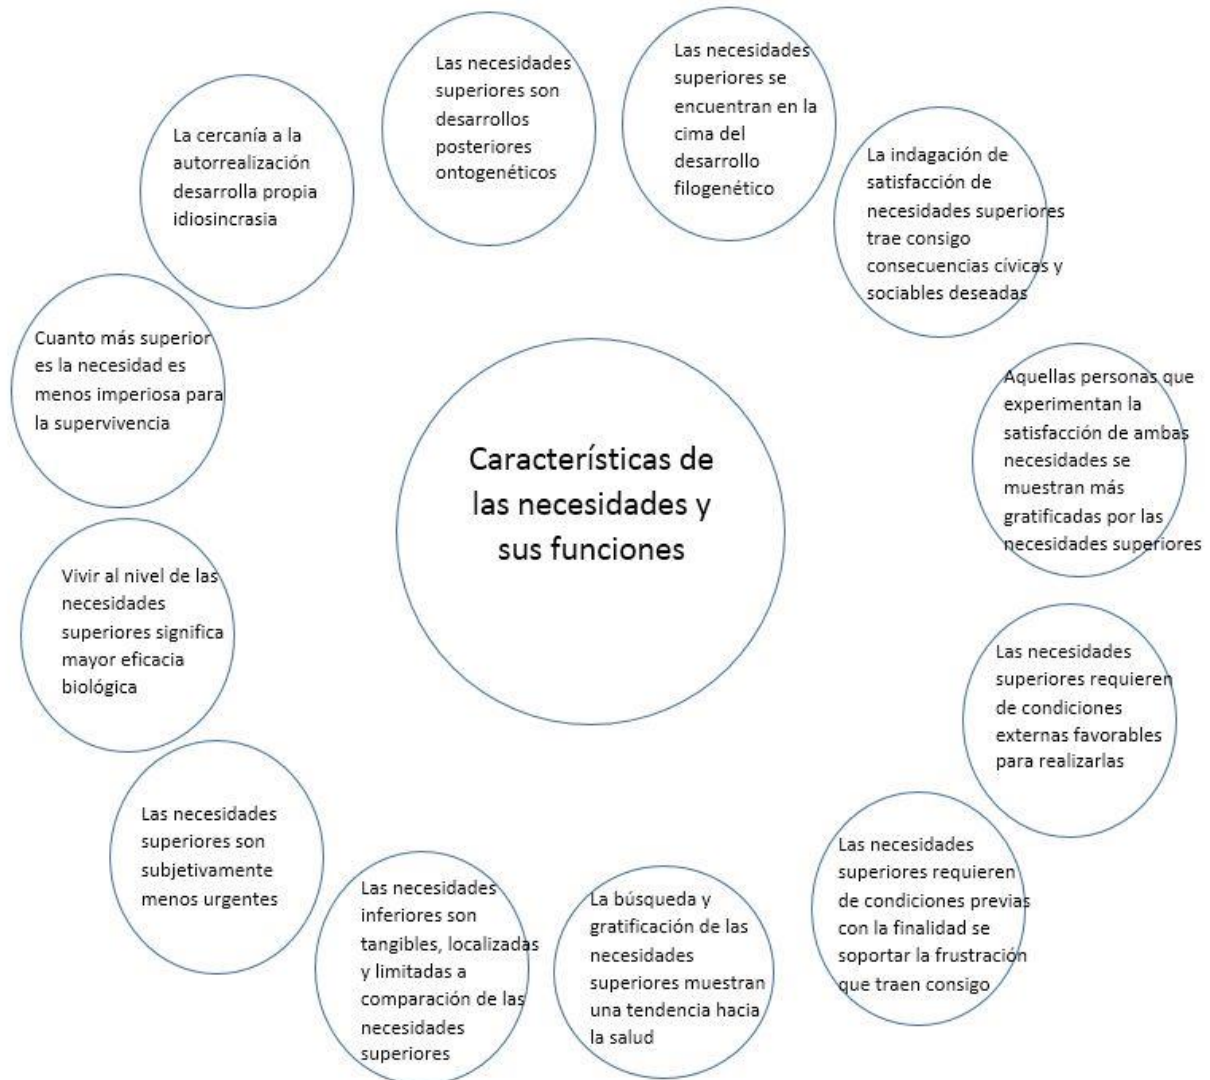 Las necesidades
superiores son
desarrollos
posteriores
ontogenéticos
Las necesidades
superiores se
encuentran en la
cima del
desarrollo
filogenético
La indagación de
satisfacción de
necesidades superiores
trae consigo
consecuencias cívicas y
sociables deseadas
Aquellas personas que
experimentan la
satisfacción de ambas
necesidades se
muestran más
gratificadas por las
necesidades superiores
Las necesidades
superiores requieren
de condiciones
externas favorables
para realizarlas
Las necesidades
superiores requieren
de condiciones previas
con la finalidad se
soportar la frustración
que traen consigo
La búsqueda y
gratificación de las
necesidades
superiores muestran
una tendencia hacia
la salud
Las necesidades
inferiores son
tangibles, localizadas
y limitadas a
comparación de las
necesidades
superiores
Las necesidades
superiores son
subjetivamente
menos urgentes
Vivir al nivel de las
necesidades
superiores significa
mayor eficacia
biológica
Cuanto más superior
es la necesidad es
menos imperiosa para
la supervivencia
La cercanía a la
autorrealización
desarrolla propia
idiosincrasia
Características de
las necesidades y
sus funciones